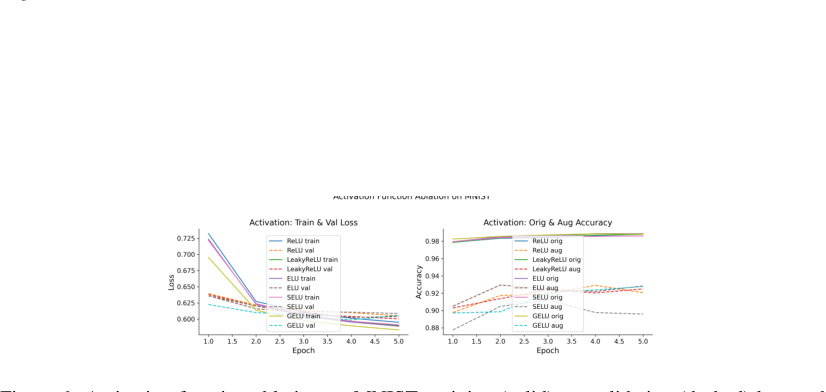 Activation Function Ablation on MNIST
Activation: Train & Val Loss
Loss
0.725
0.700
0.675
0.650
0.625
0.600
1.0 1.5 2.0 2.5 3.0 3.5 4.0 4.5 5.0
Epoch
ReLU train
ReLU val
LeakyReLU train
LeakyReLU val
ELU train
ELU val
SELU train
SELU val
GELU train
GELU val
Activation: Orig & Aug Accuracy
Accuracy
0.98
0.96
0.94
0.92
0.90
0.88
1.0 1.5 2.0 2.5 3.0 3.5 4.0 4.5 5.0
Epoch
ReLU orig
ReLU aug
LeakyReLU orig
LeakyReLU aug
ELU orig
ELU aug
SELU orig
SELU aug
GELU orig
GELU aug